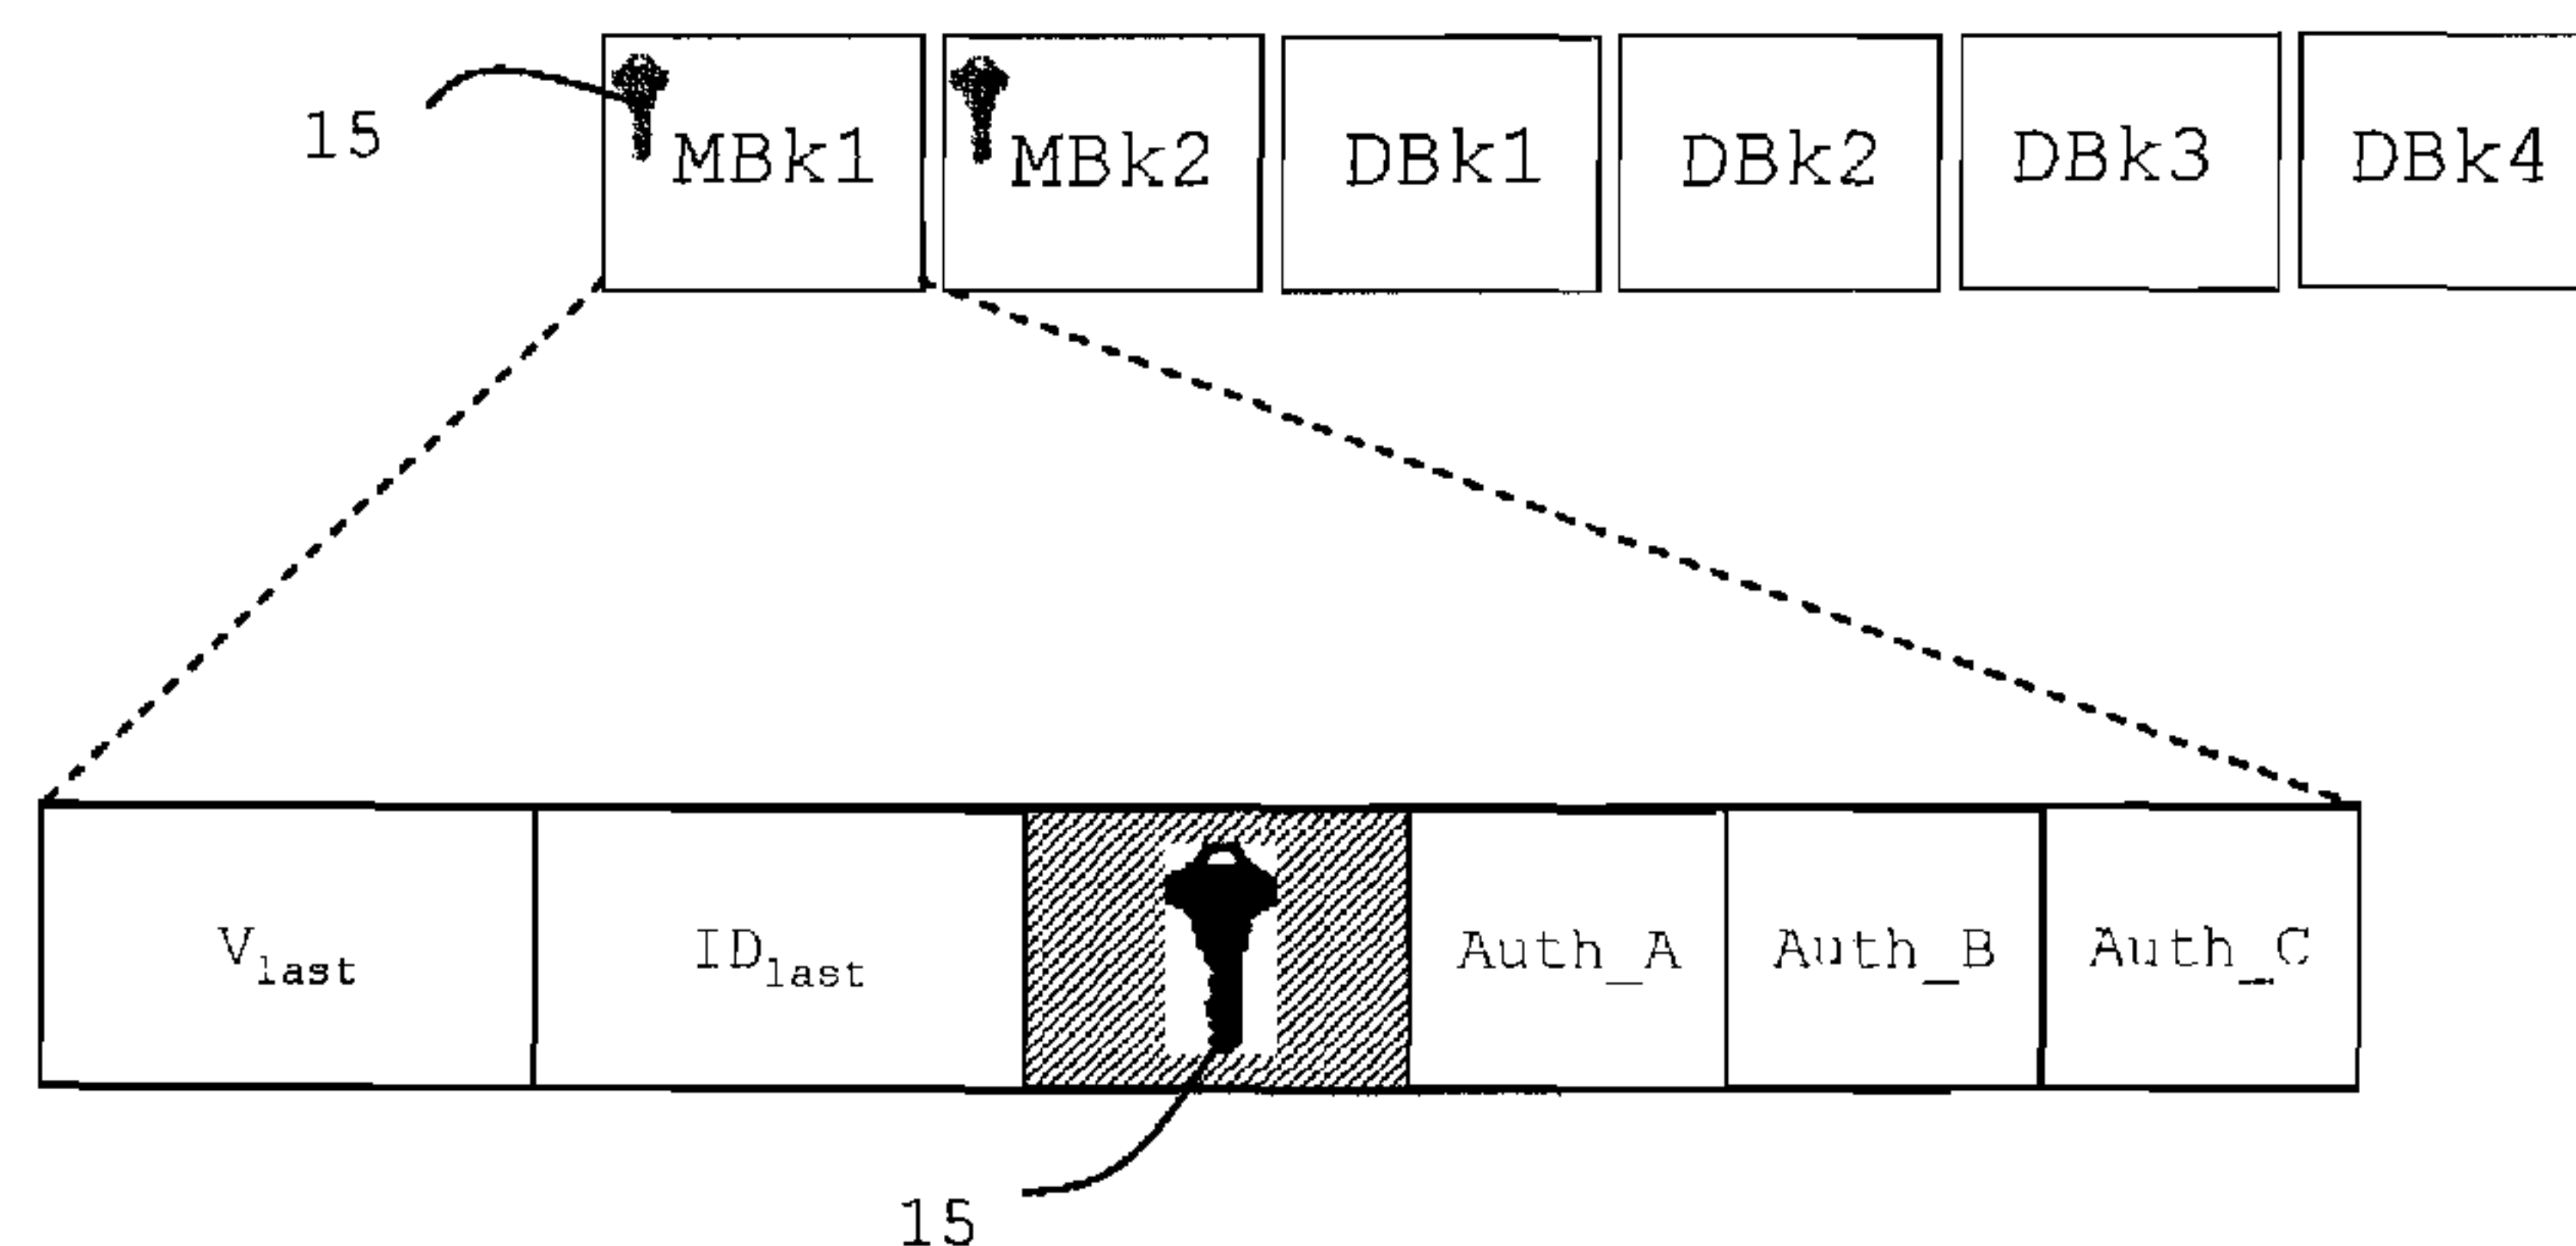 15 MBk1 MBk2 DBk1 DBk2 DBk3 DBk4
Vlast IDlast Auth_A Auth_B Auth_C
15